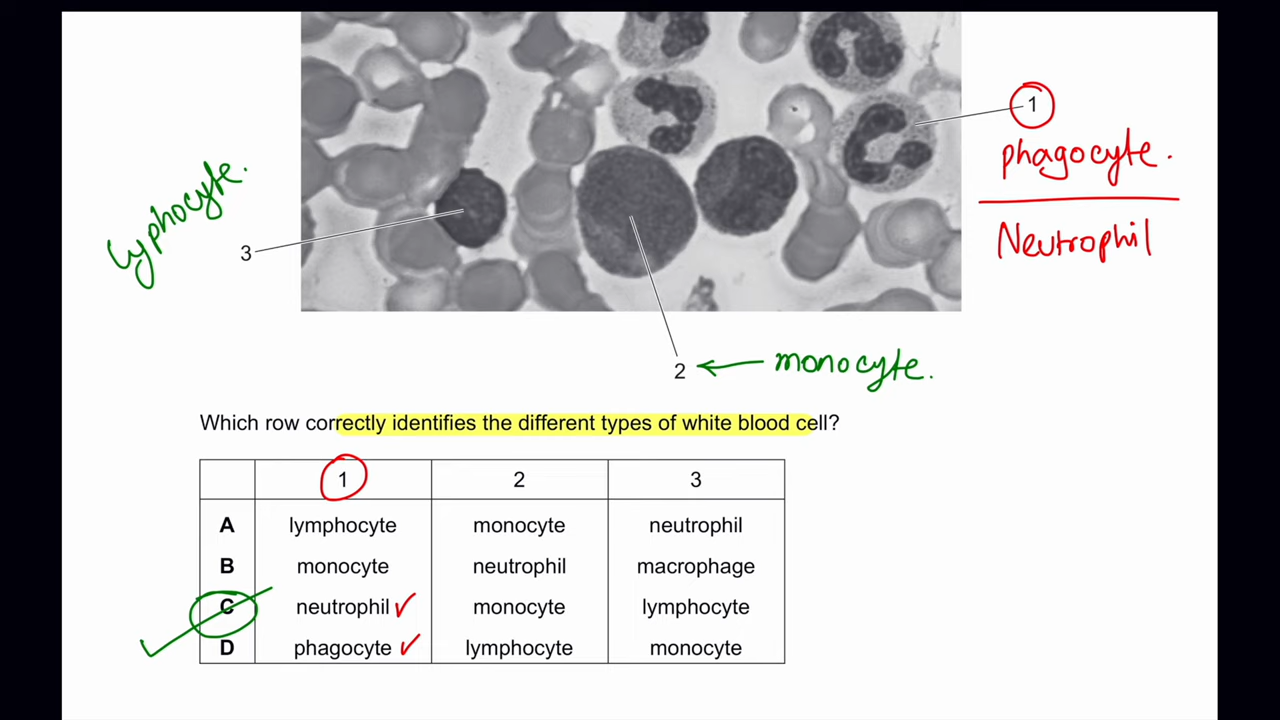 1
phagocyte.
Neutrophil
lyphocyte.
3
2 ← monocyte.
Which row correctly identifies the different types of white blood cell?
1 2 3
A lymphocyte monocyte neutrophil
B monocyte neutrophil macrophage
C neutrophil ✓ monocyte lymphocyte
D phagocyte ✓ lymphocyte monocyte